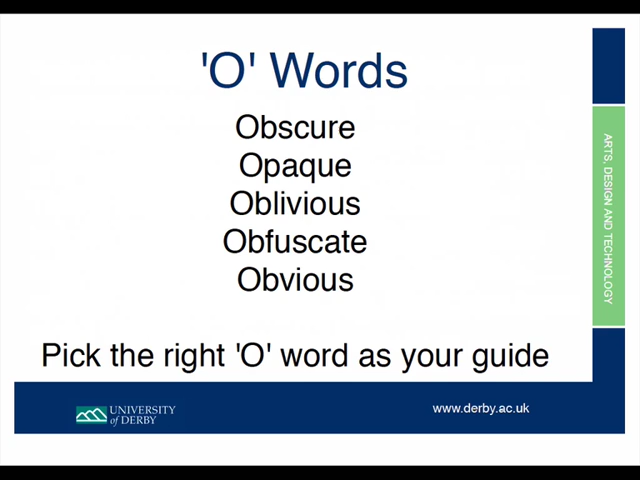 'O' Words
Obscure
Opaque
Oblivious
Obfuscate
Obvious
Pick the right 'O' word as your guide
ARTS, DESIGN AND TECHNOLOGY
UNIVERSITY
of DERBY
www.derby.ac.uk